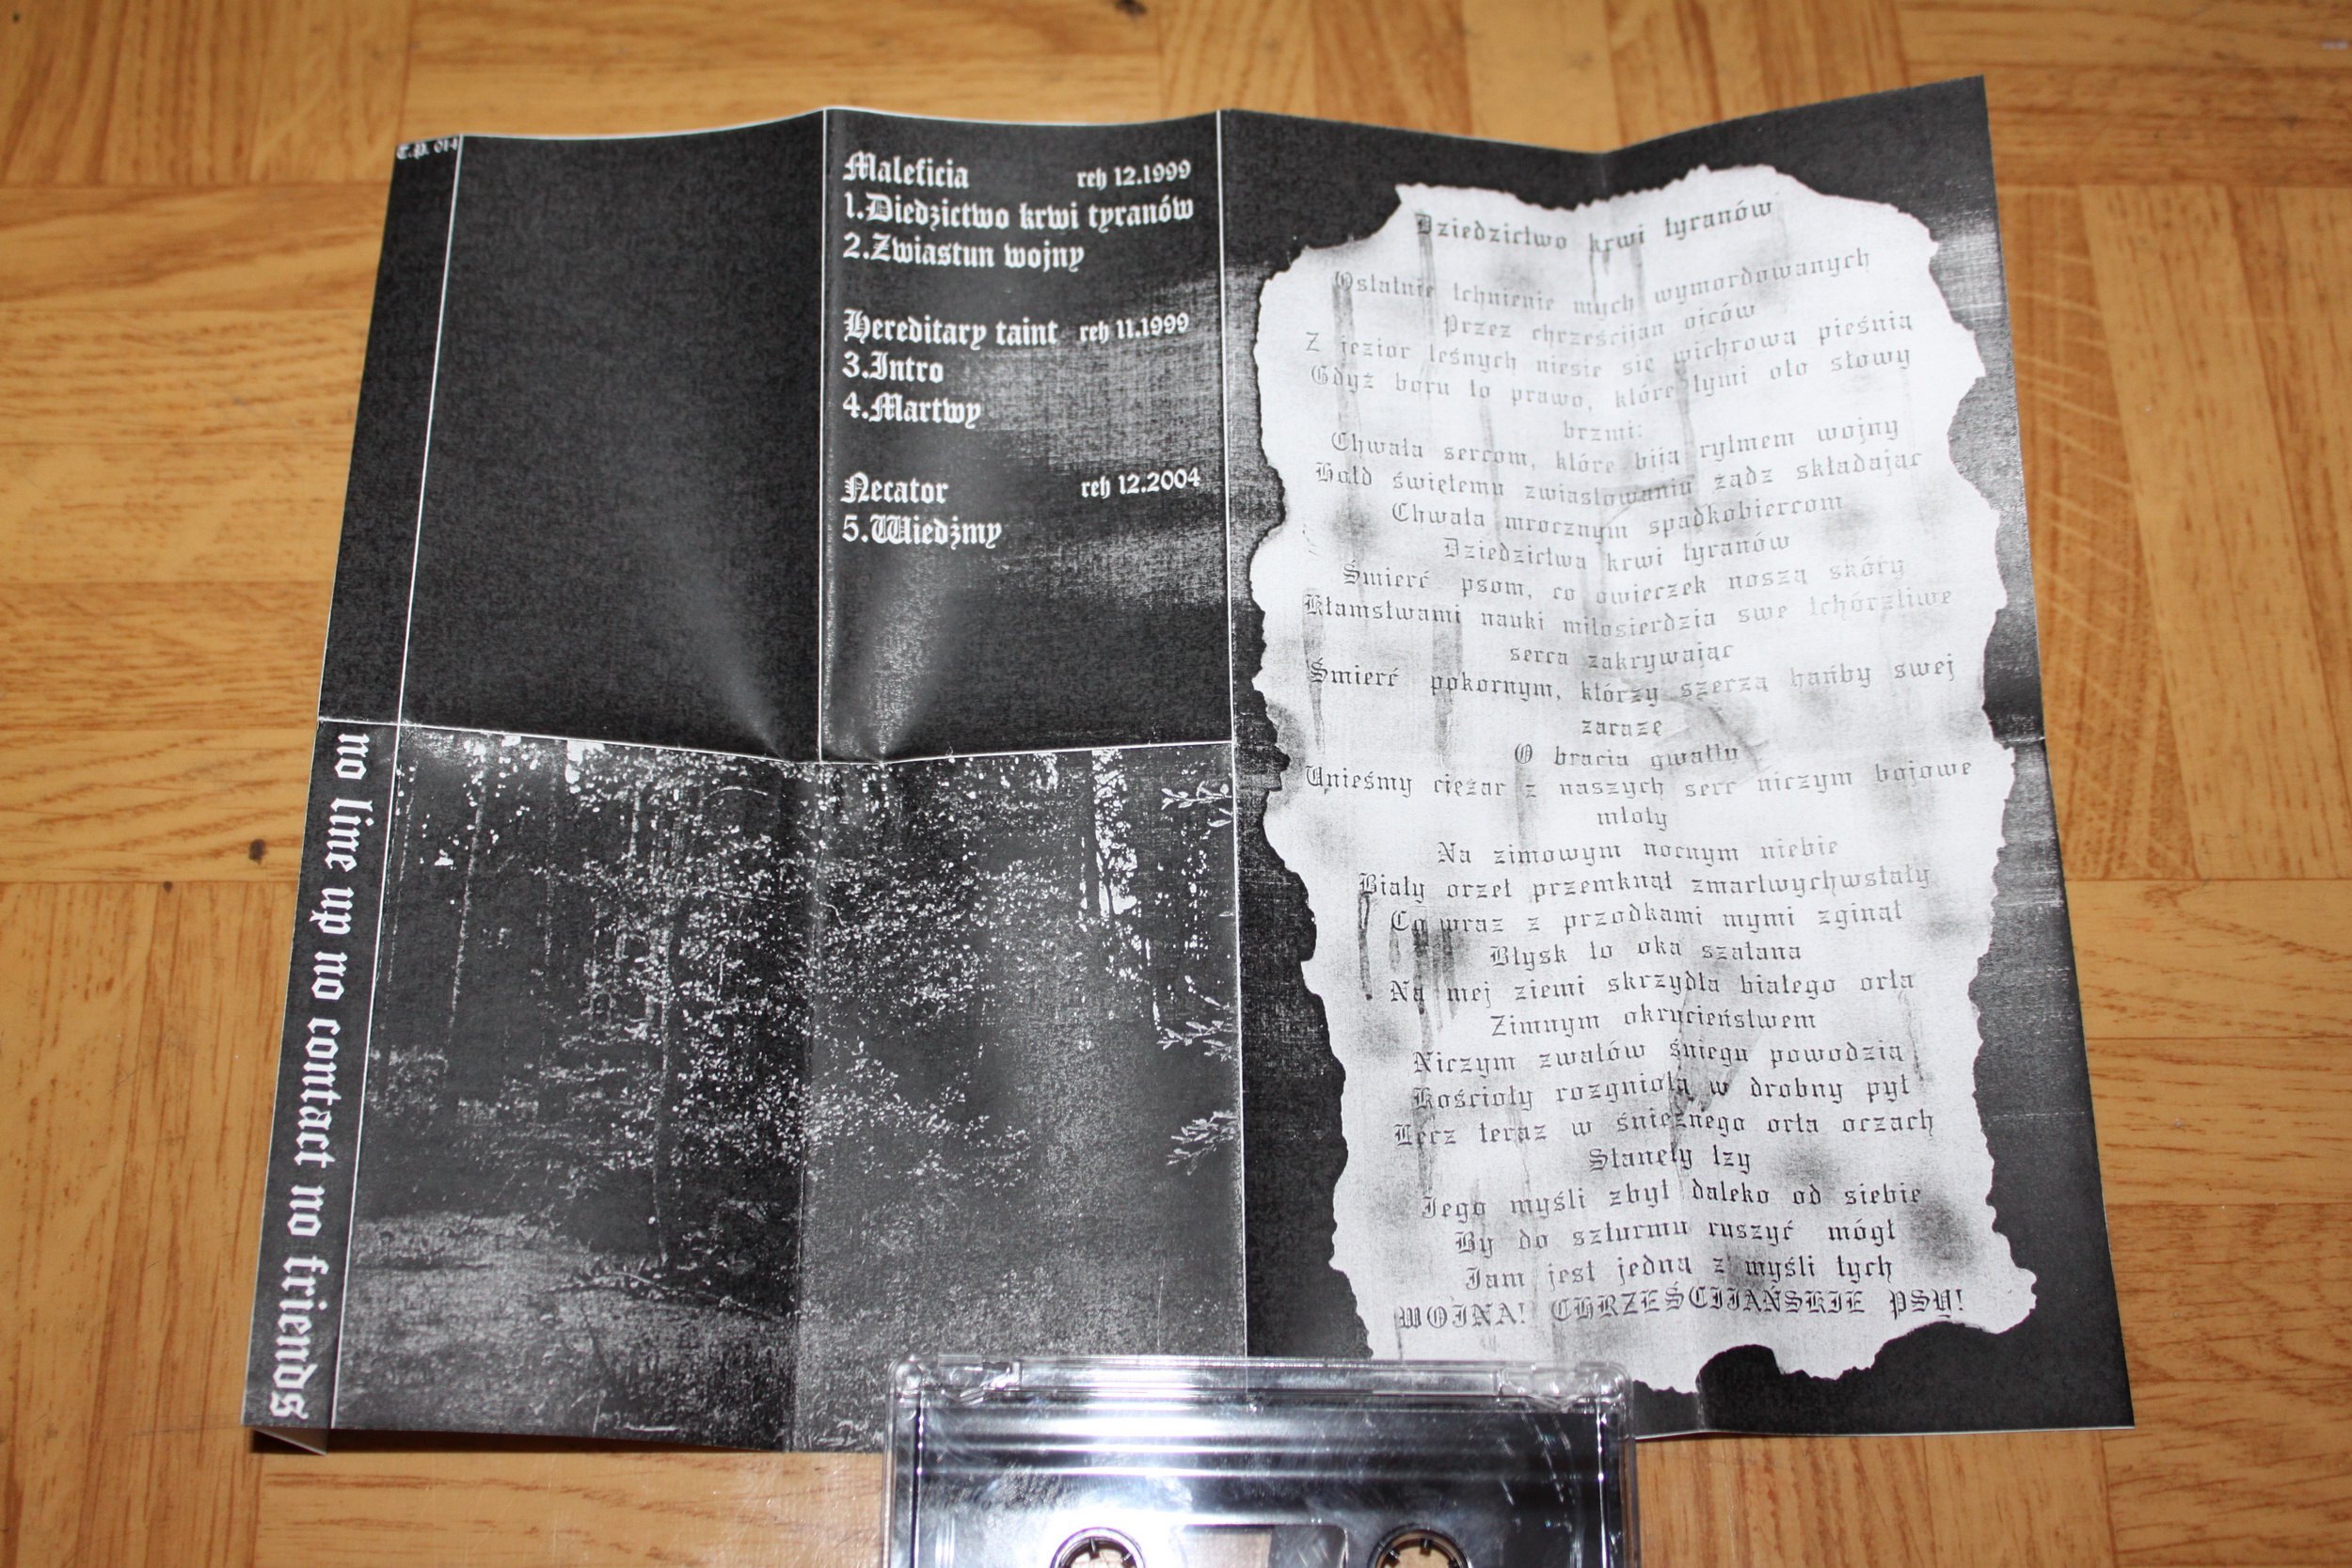 T.P. 014
Maleficia reh 12.1999
1.Diedzictwo krwi tyranów
2.Zwiastun wojny
Hereditary taint reh 11.1999
3.Intro
4.Martwy
Necator reh 12.2004
5.Wiedźmy
no line up no contact no friends
Dziedzictwo krwi tyranów
Ostatnie tchnienie mych wymordowanych
Przez chrześcijan ojców
Z jezior leśnych niesie się wichrową pieśnią
Gdyż boru to prawo, które tymi oto słowy
brzmi:
Chwała sercom, które biją rytmem wojny
Hołd świętemu zwiastowaniu żądz składając
Chwała mrocznym spadkobiercom
Dziedzictwa krwi tyranów
Śmierć psom, co owieczek noszą skóry
Kłamstwami nauki miłosierdzia swe tchórzliwe
serca zakrywając
Śmierć pokornym, którzy szerzą hańby swej
zarazę
O bracia gwałtu
Unieśmy ciężar z naszych serc niczym bojowe
młoty
Na zimowym nocnym niebie
Biały orzeł przemknął zmartwychwstały
Co wraz z przodkami mymi zginął
Błysk to oka szatana
Na mej ziemi skrzydła białego orła
Zimnym okrucieństwem
Niczym zwałów śniegu powodzią
Kościoły rozgniotą w drobny pył
Lecz teraz w śnieżnego orła oczach
Stanęły łzy
Jego myśli zbyt daleko od siebie
By do szturmu ruszyć mógł
Jam jest jedną z myśli tych
WOJNA! CHRZEŚCIJAŃSKIE PSY!